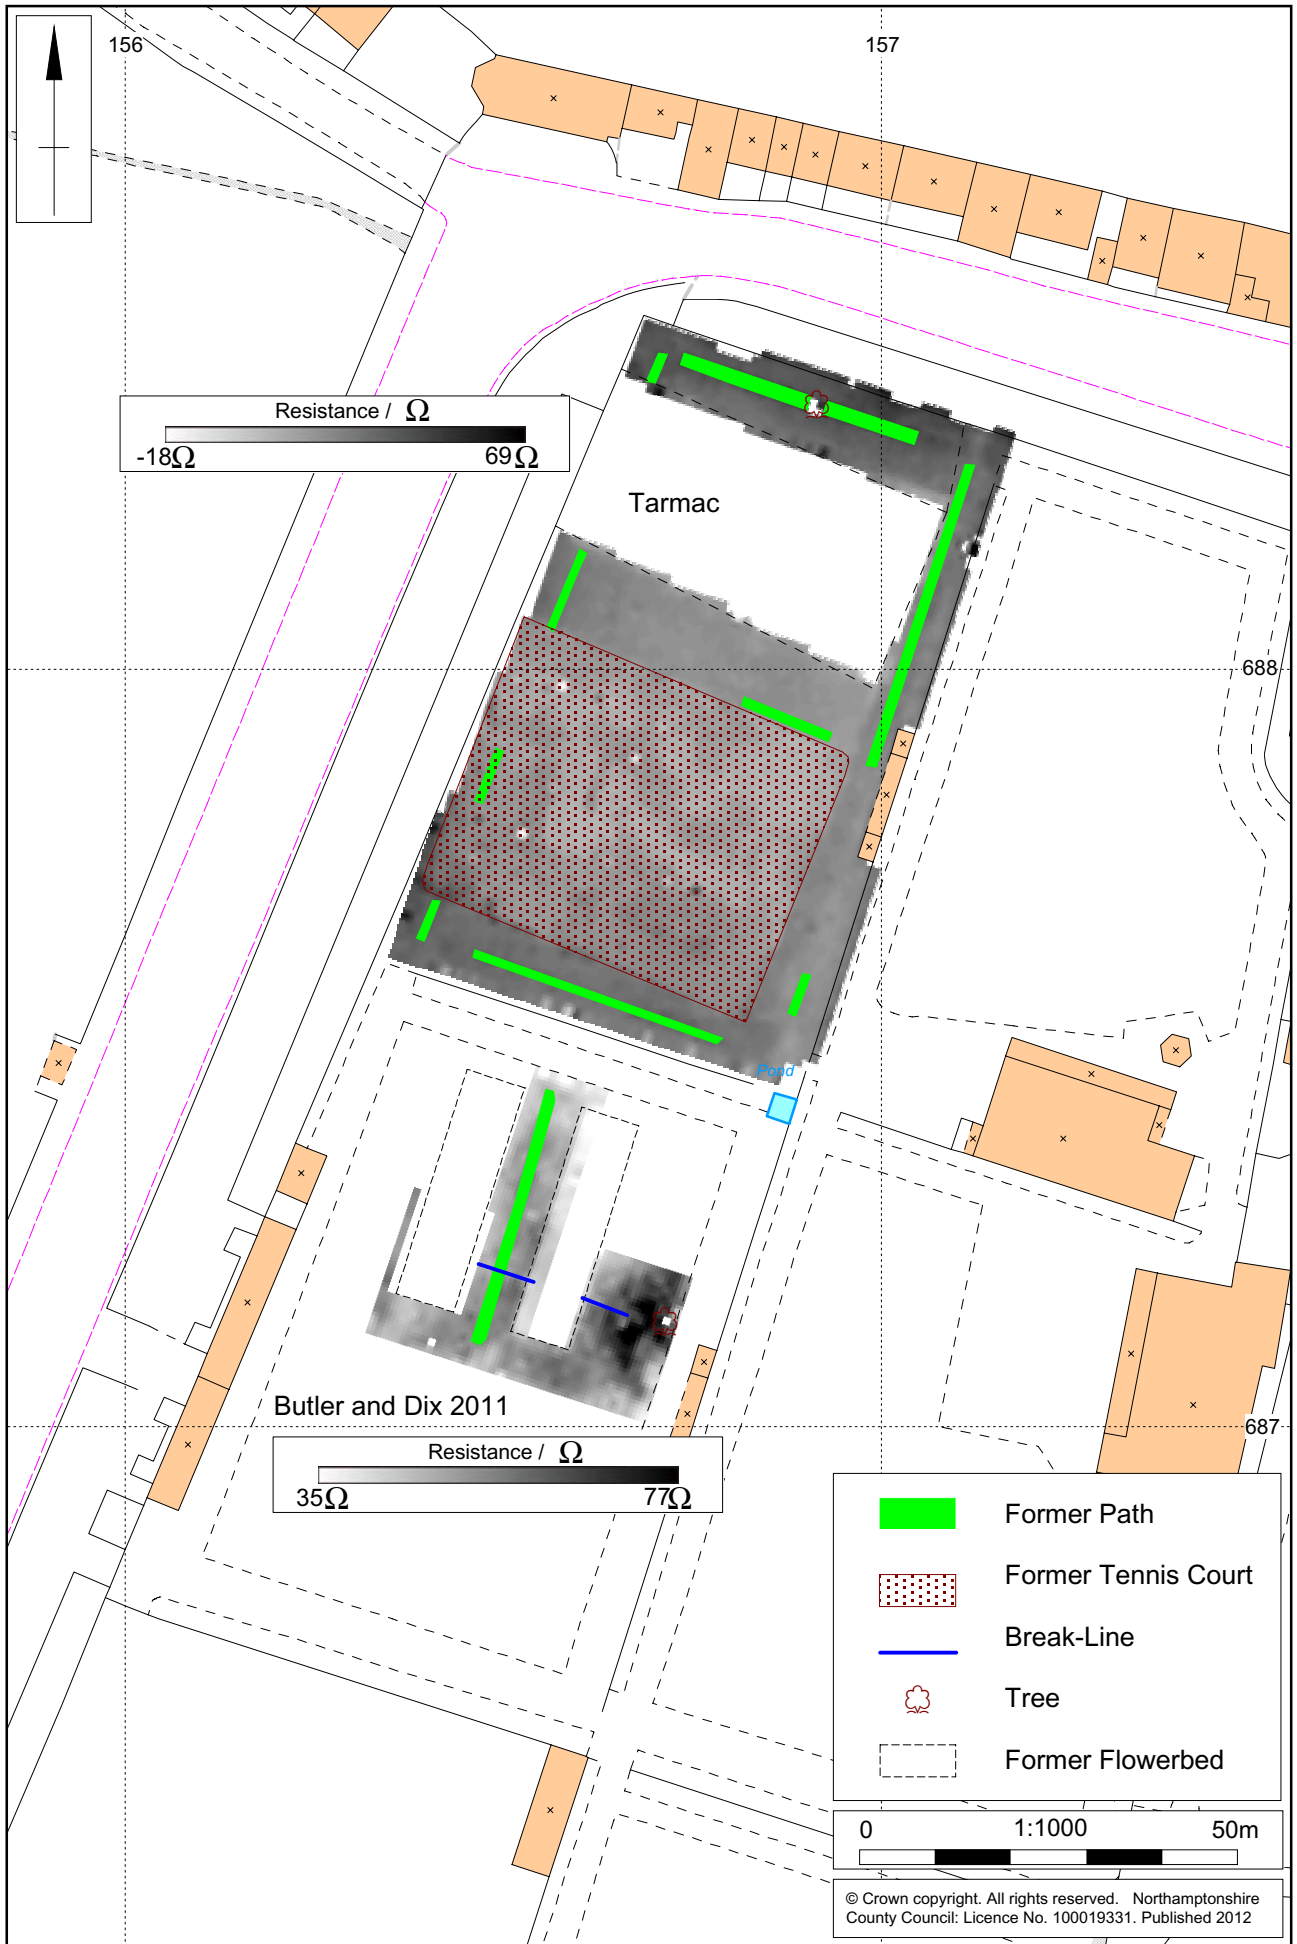 156
157
Resistance / Ω
-18Ω
69Ω
Tarmac
688
Pond
Butler and Dix 2011
687
Resistance / Ω
35Ω
77Ω
Former Path
Former Tennis Court
Break-Line
Tree
Former Flowerbed
0 1:1000 50m
© Crown copyright. All rights reserved. Northamptonshire
County Council: Licence No. 100019331. Published 2012